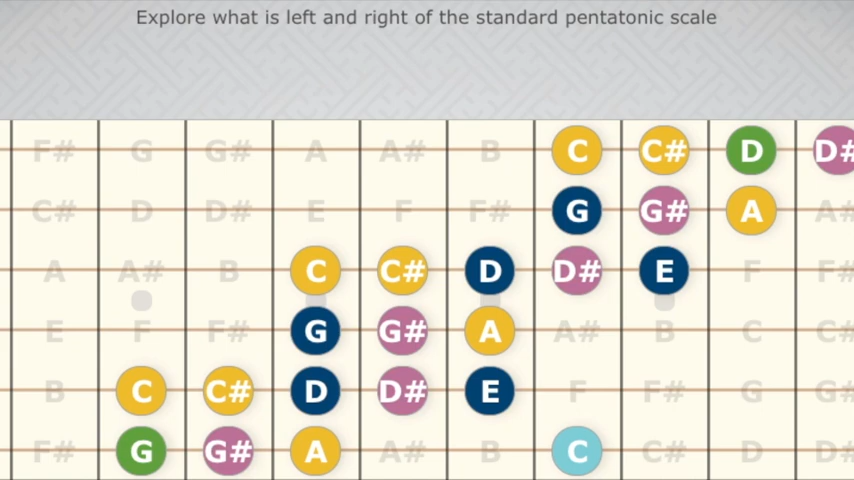 Explore what is left and right of the standard pentatonic scale
F# G G# A A# B C C# D D#
C# D D# E F F# G G# A A#
A A# B C C# D D# E F F#
E F F# G G# A A# B C C#
B C C# D D# E F F# G G#
F# G G# A A# B C C# D D#